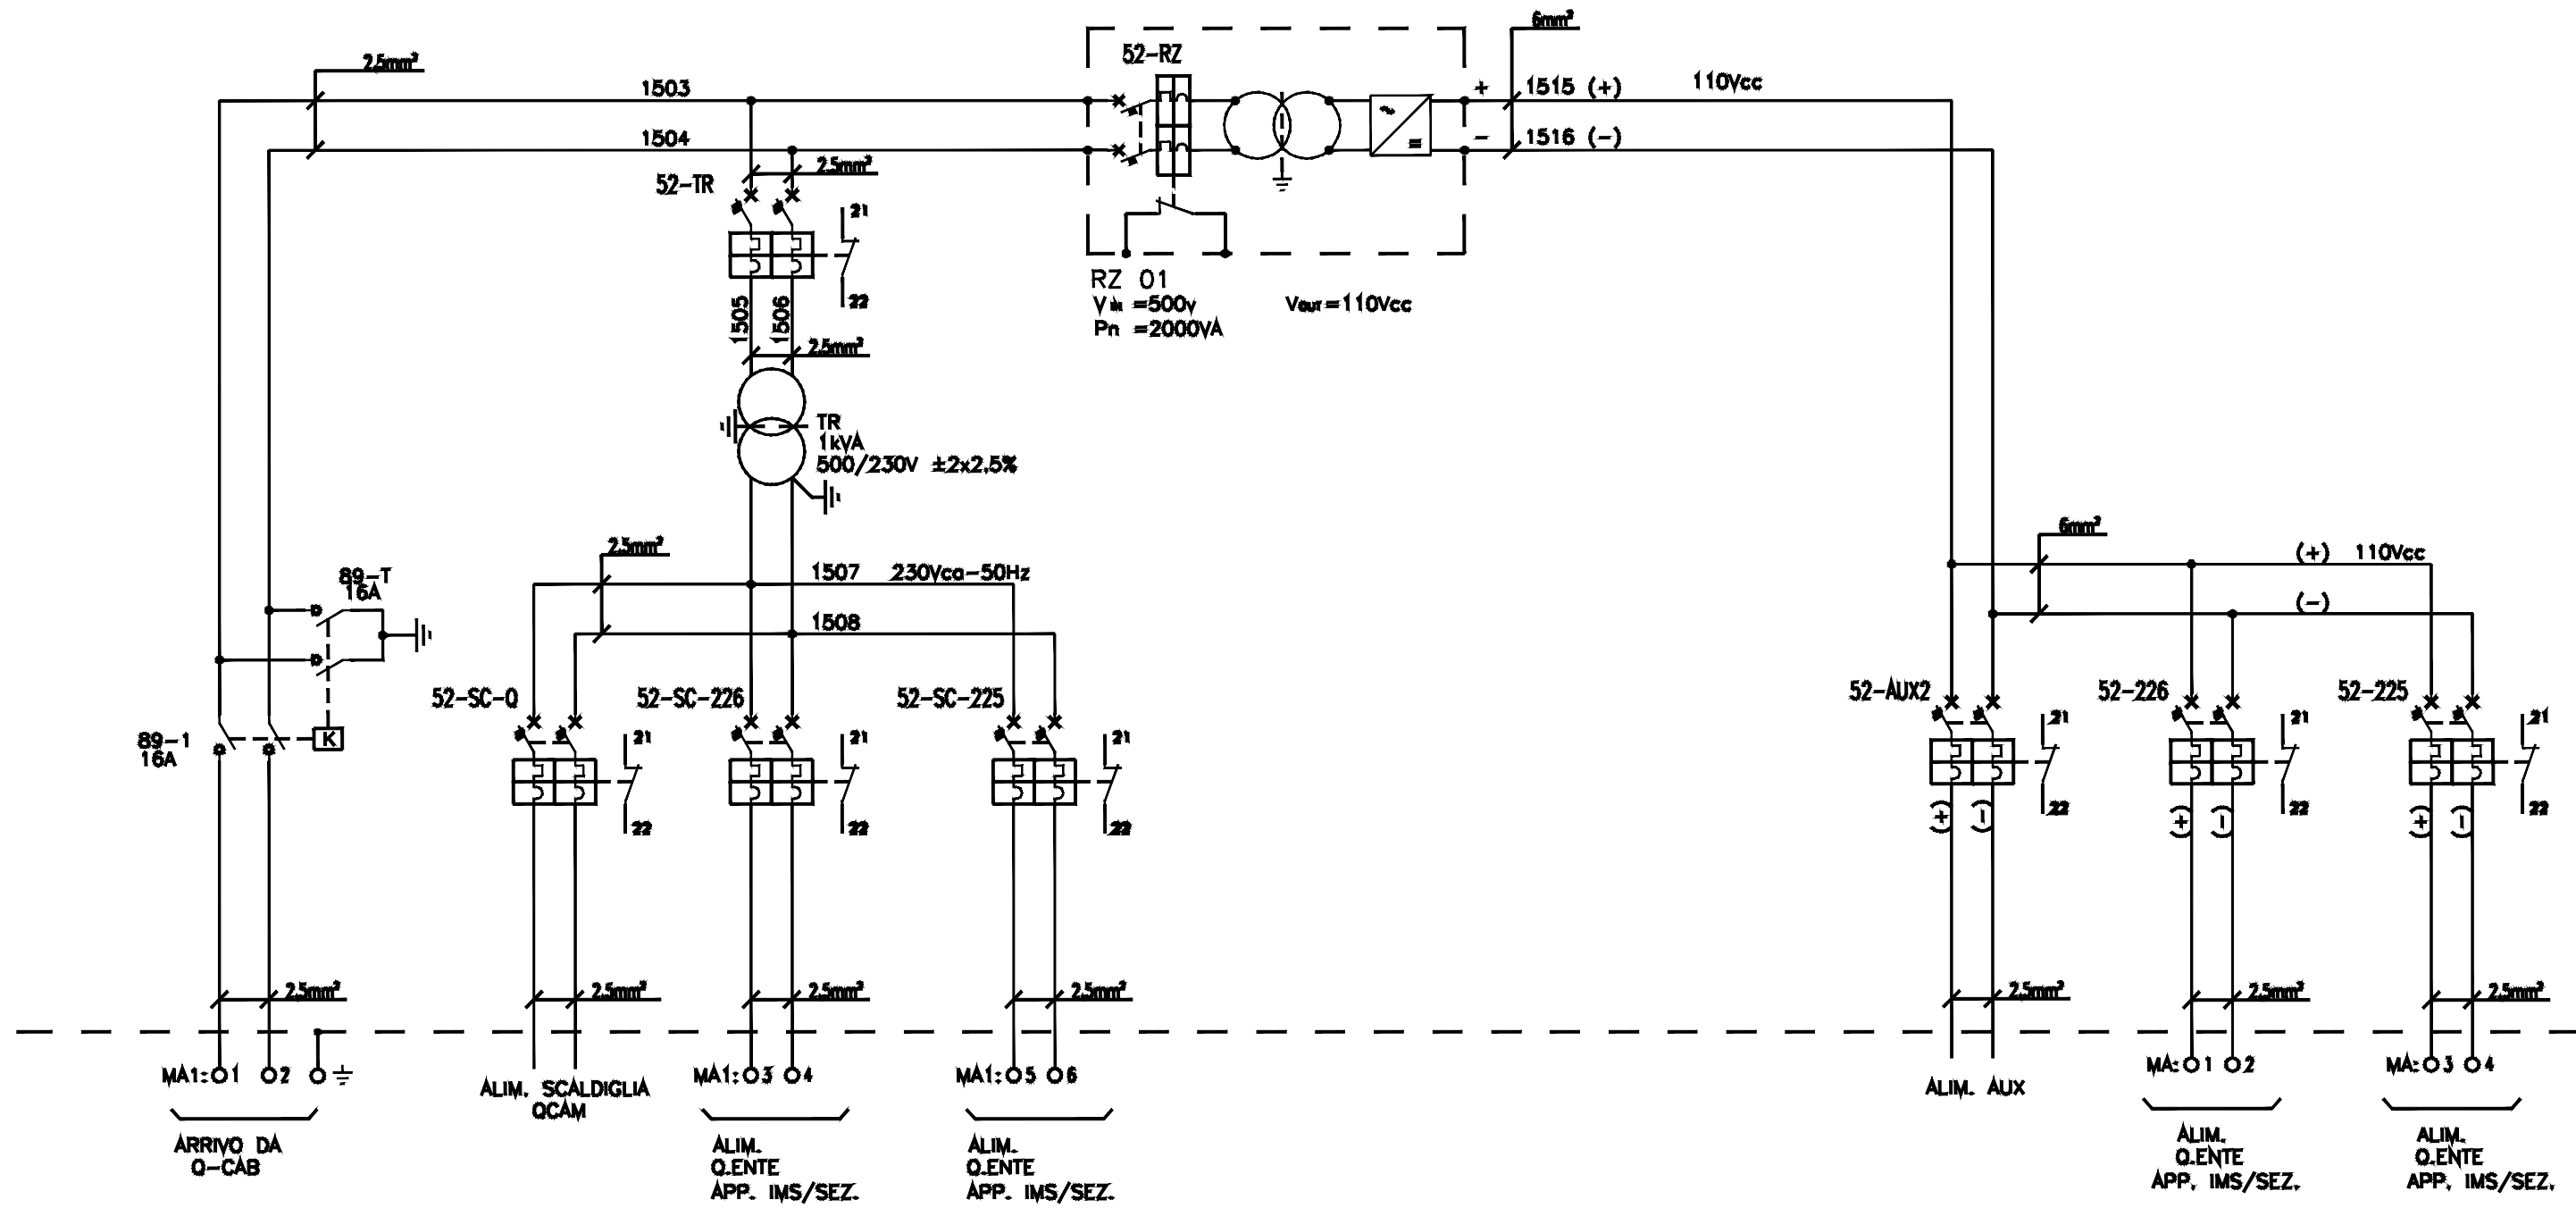 6mm²
2.5mm²
52-RZ
1503
+
1515 (+)
110Vcc
1504
-
1516 (-)
2.5mm²
52-TR
21
22
1505
1506
2.5mm²
RZ 01
V IN =500v
Vout=110Vcc
Pn =2000VA
TR
1kVA
500/230V ±2x2.5%
2.5mm²
6mm²
1507
230Vca-50Hz
(+) 110Vcc
89-T
16A
1508
(-)
52-SC-Q
52-SC-226
52-SC-225
52-AUX2
52-226
52-225
89-1
16A
K
21
22
21
22
21
22
21
22
21
22
21
22
(+)
(-)
(+)
(-)
(+)
(-)
2.5mm²
2.5mm²
2.5mm²
2.5mm²
2.5mm²
2.5mm²
2.5mm²
MA1: 1 2
ARRIVO DA
Q-CAB
ALIM. SCALDIGLIA
QCAM
MA1: 3 4
ALIM.
Q.ENTE
APP. IMS/SEZ.
MA1: 5 6
ALIM.
Q.ENTE
APP. IMS/SEZ.
ALIM. AUX
MA: 1 2
ALIM.
Q.ENTE
APP. IMS/SEZ.
MA: 3 4
ALIM.
Q.ENTE
APP. IMS/SEZ.